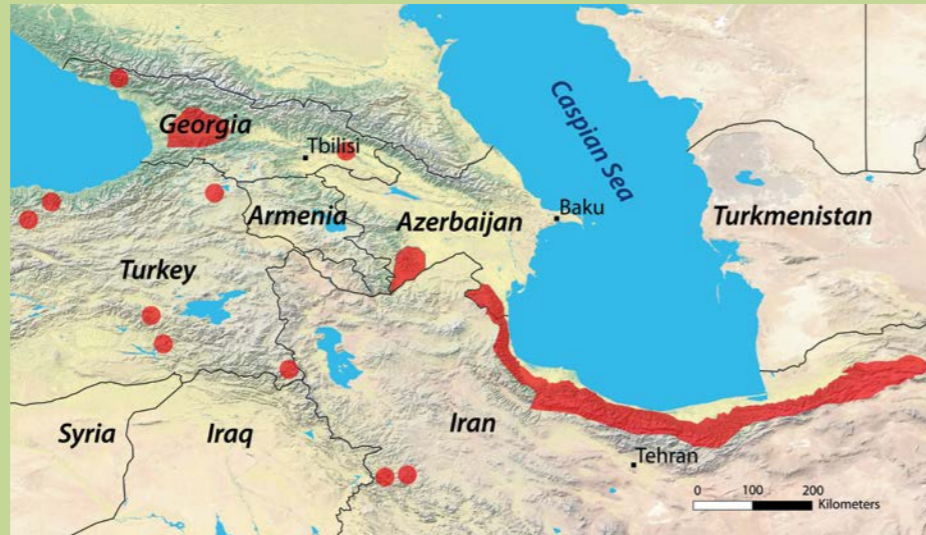 Caspian Sea
Georgia
Tbilisi
Armenia
Azerbaijan
Baku
Turkmenistan
Turkey
Syria
Iraq
Iran
Tehran
0 100 200
Kilometers